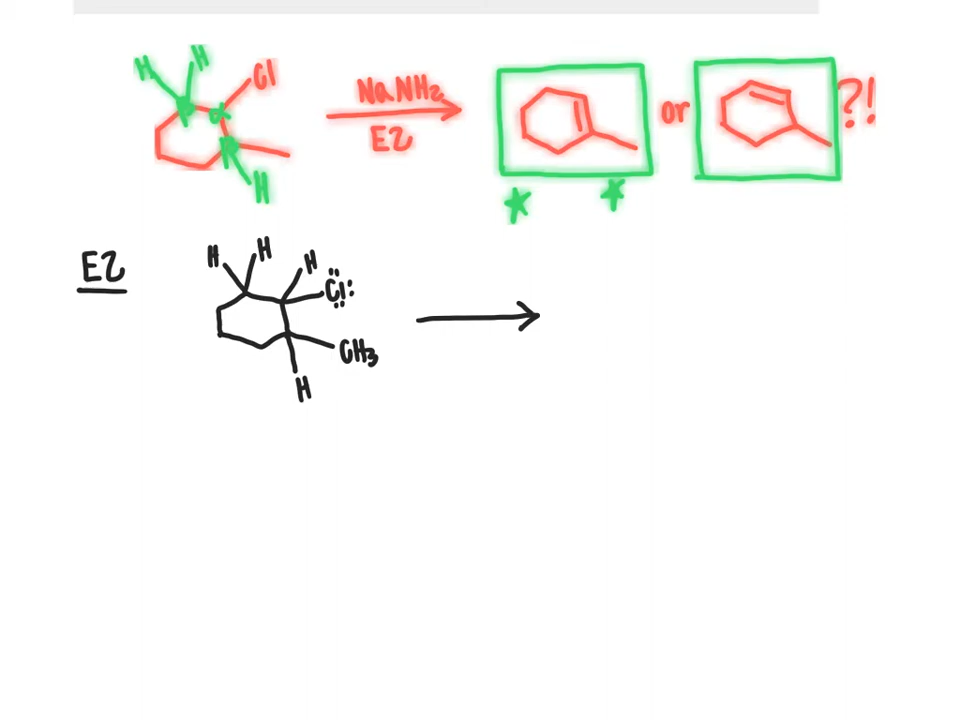 H H Cl
NaNH₂
E2
α
β
β
H
or
?!
E2
H H H
:Cl:
CH₃
H